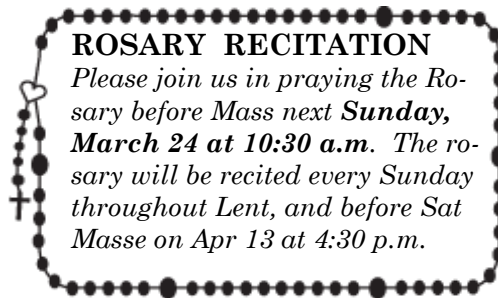 ROSARY RECITATION
Please join us in praying the Ro-
sary before Mass next Sunday,
March 24 at 10:30 a.m. The ro-
sary will be recited every Sunday
throughout Lent, and before Sat
Masse on Apr 13 at 4:30 p.m.